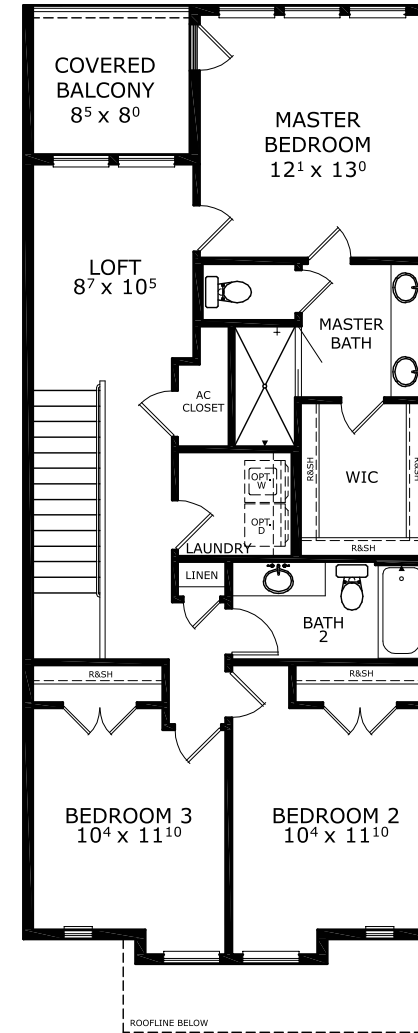 COVERED
BALCONY
8⁵ x 8⁰
MASTER
BEDROOM
12¹ x 13⁰
LOFT
8⁷ x 10⁵
MASTER
BATH
AC
CLOSET
R&SH
WIC
R&SH
R&SH
OPT.
W
OPT.
D
LAUNDRY
LINEN
BATH
2
R&SH
R&SH
BEDROOM 3
10⁴ x 11¹⁰
BEDROOM 2
10⁴ x 11¹⁰
ROOFLINE BELOW